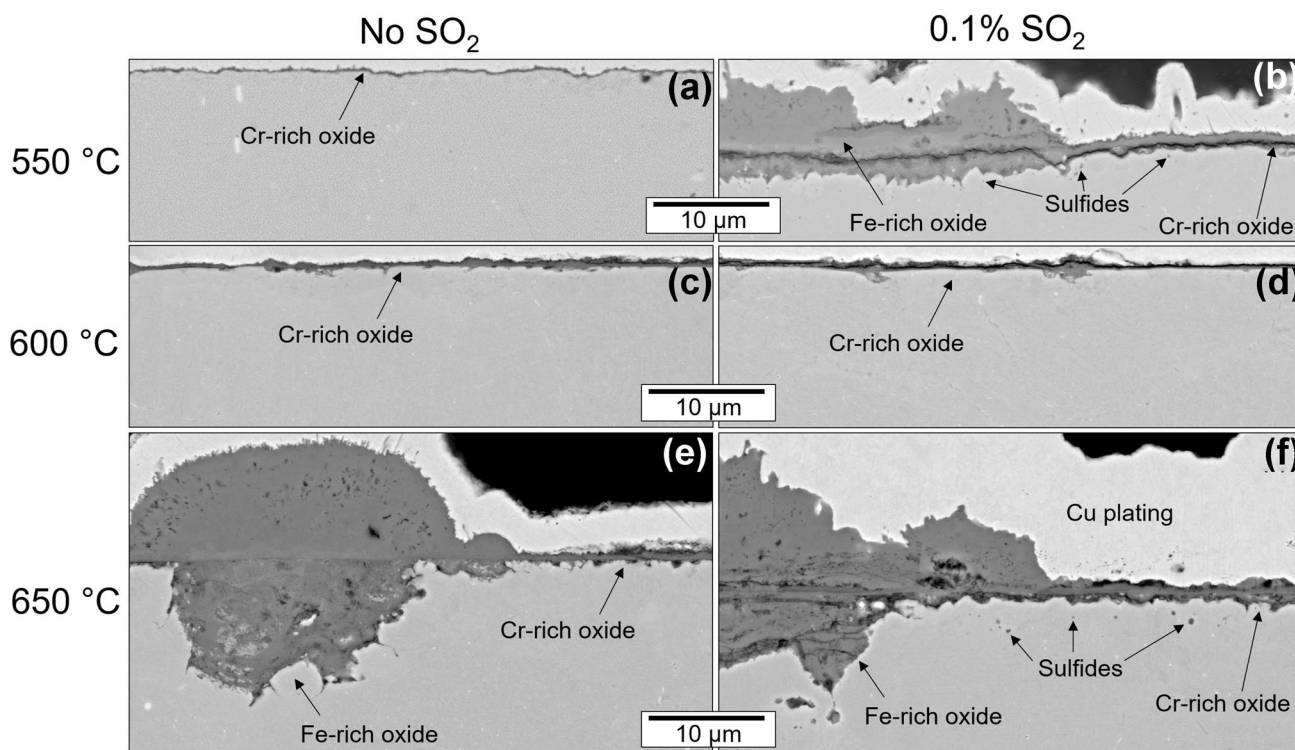 No SO₂
0.1% SO₂
550 °C
(a)
Cr-rich oxide
10 µm
(b)
Sulfides
Fe-rich oxide
Cr-rich oxide
600 °C
(c)
Cr-rich oxide
10 µm
(d)
Cr-rich oxide
650 °C
(e)
Cr-rich oxide
Fe-rich oxide
10 µm
(f)
Cu plating
Sulfides
Cr-rich oxide
Fe-rich oxide